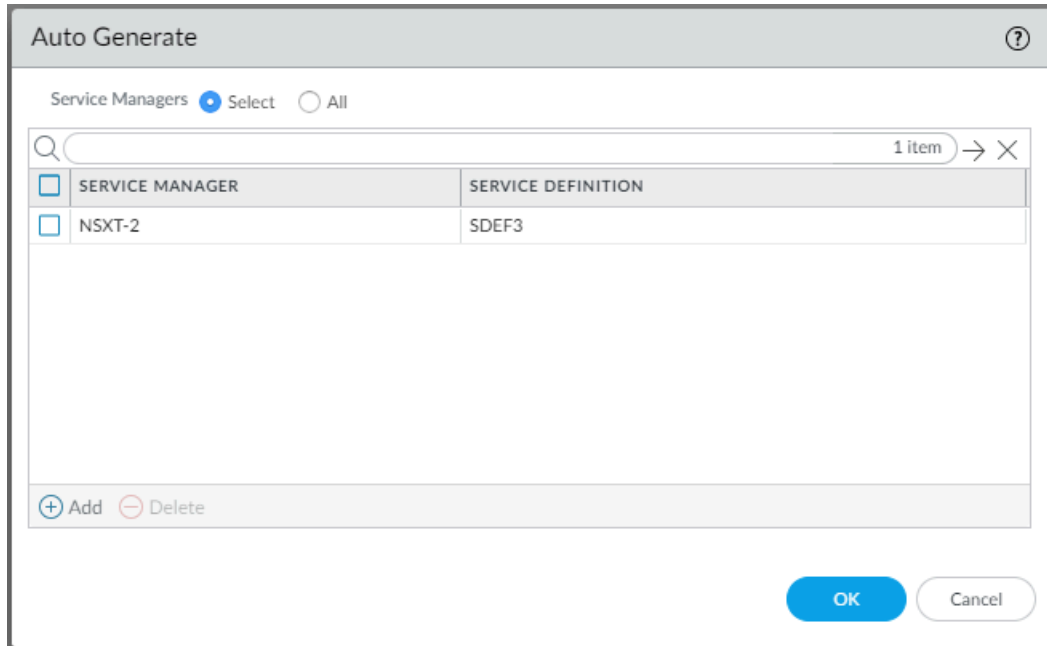 Auto Generate
Service Managers Select All
1 item
SERVICE MANAGER SERVICE DEFINITION
NSXT-2 SDEF3
Add Delete
OK Cancel